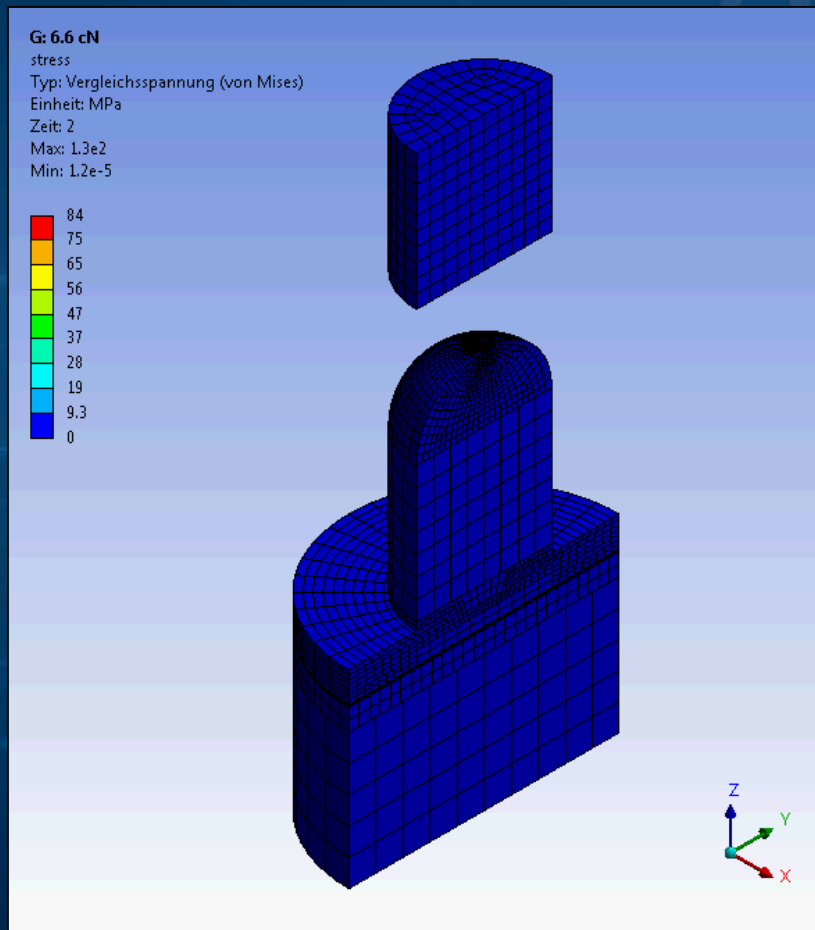 G: 6.6 cN
stress
Typ: Vergleichsspannung (von Mises)
Einheit: MPa
Zeit: 2
Max: 1.3e2
Min: 1.2e-5
84
75
65
56
47
37
28
19
9.3
0
Z
Y
X